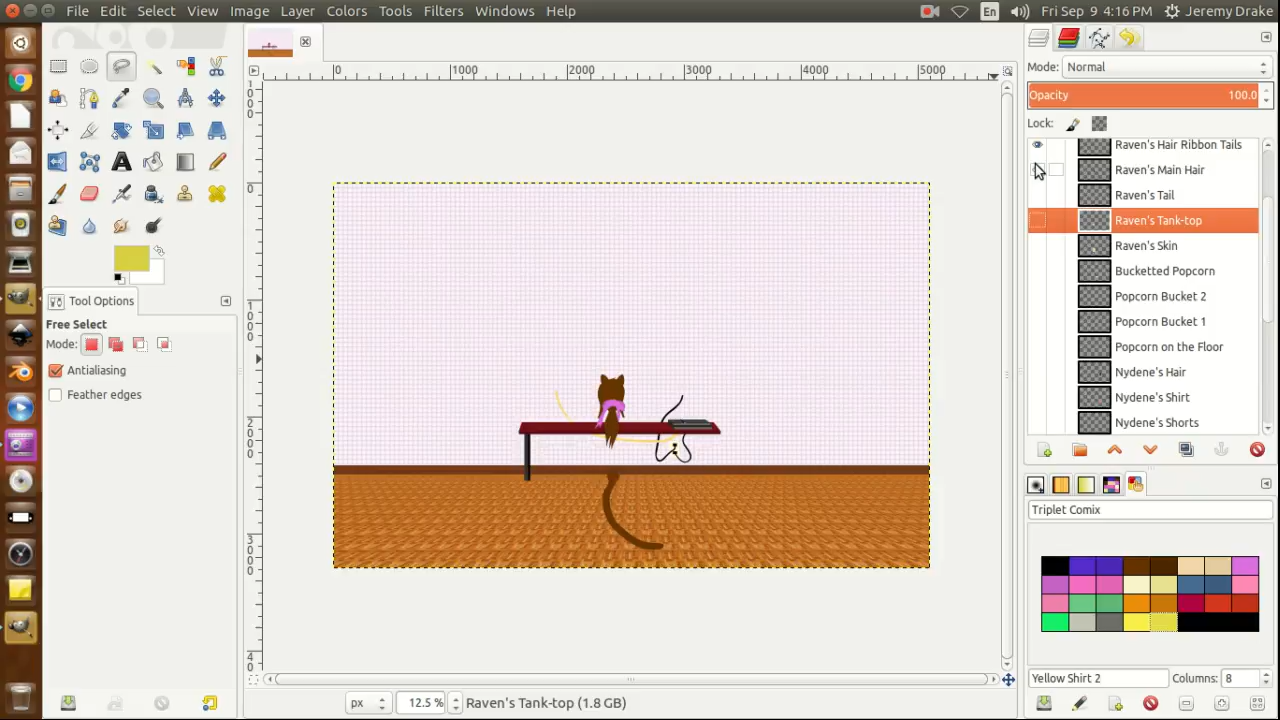 File Edit Select View Image Layer Colors Tools Filters Windows Help
En Fri Sep 9 4:16 PM Jeremy Drake
Mode: Normal
0 1000 2000 3000 4000 5000
Opacity 100.0
Lock:
Raven's Hair Ribbon Tails
Raven's Main Hair
Raven's Tail
Raven's Tank-top
Raven's Skin
Bucketted Popcorn
Popcorn Bucket 2
Popcorn Bucket 1
Popcorn on the Floor
Nydene's Hair
Nydene's Shirt
Nydene's Shorts
Tool Options
Free Select
Mode:
Antialiasing
Feather edges
Triplet Comix
Yellow Shirt 2 Columns: 8
px 12.5 % Raven's Tank-top (1.8 GB)